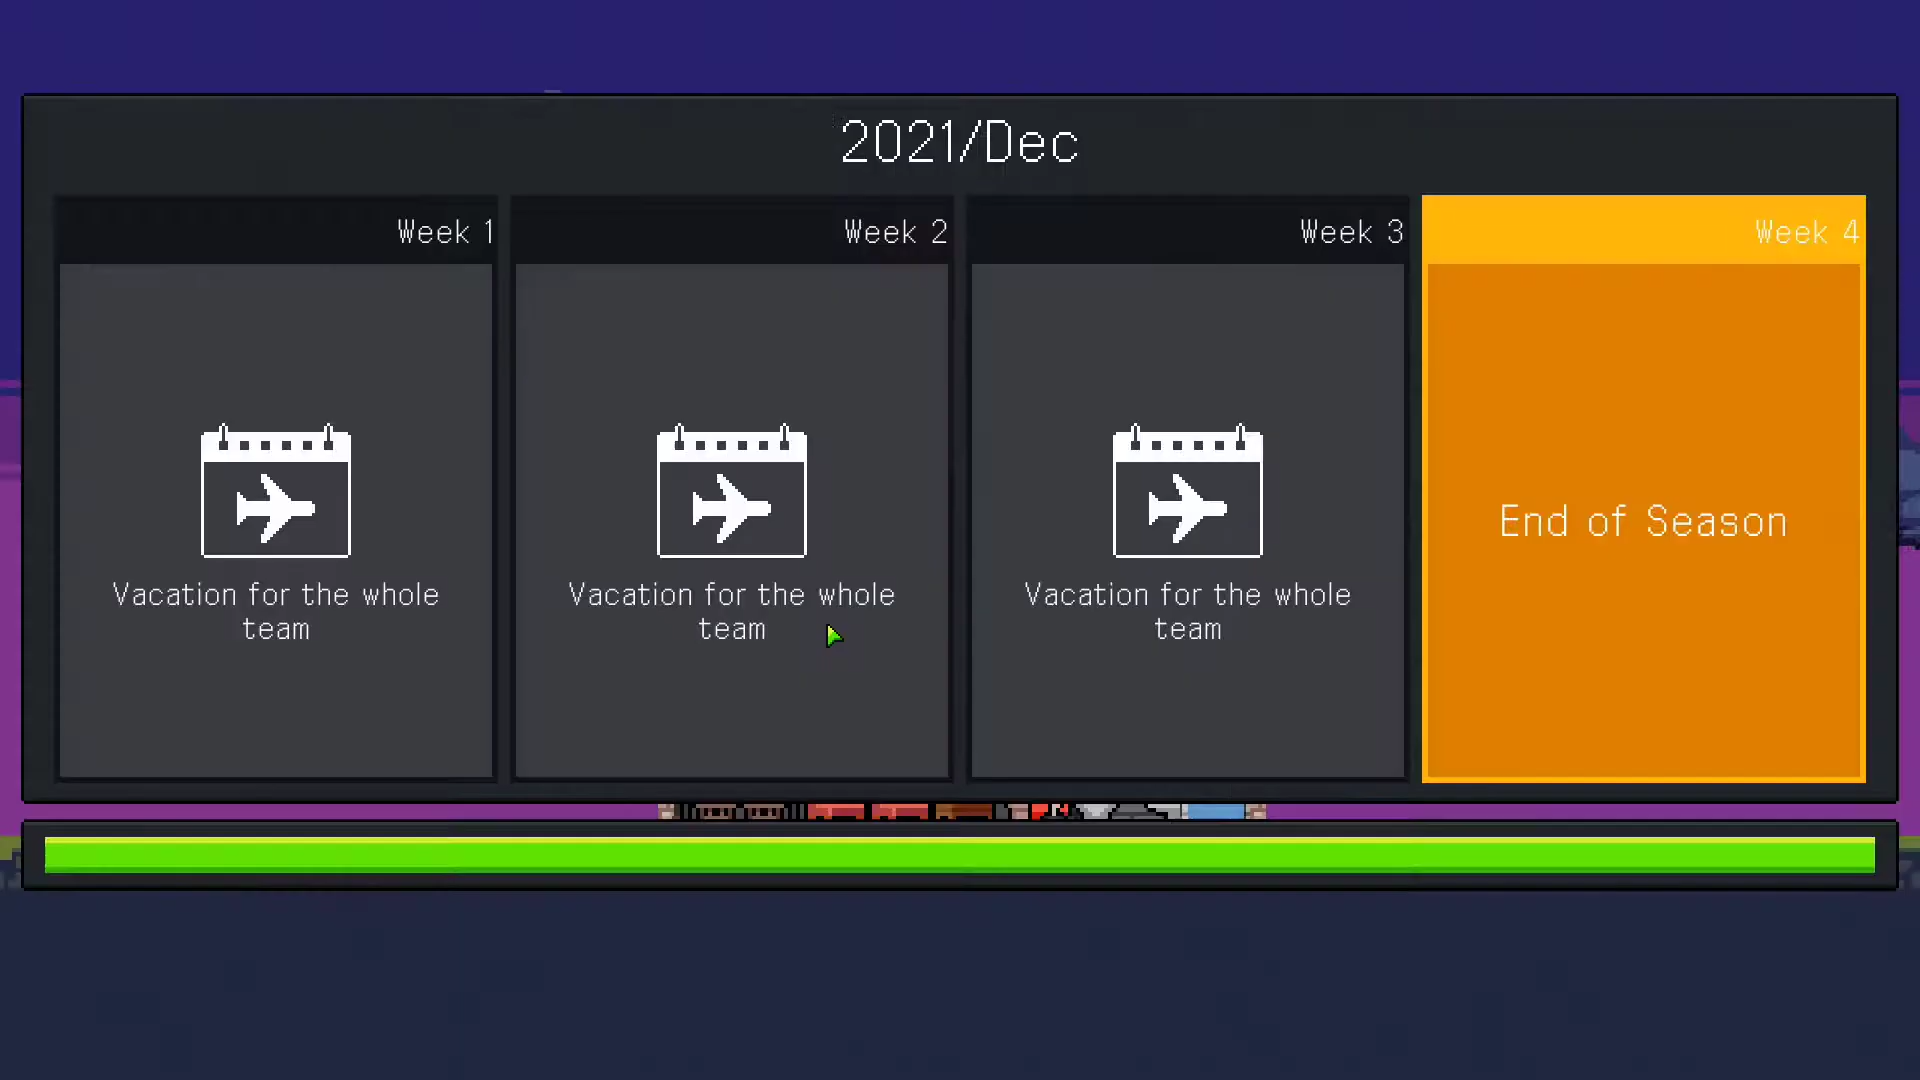 2021/Dec
Week 1
Week 2
Week 3
Week 4
Vacation for the whole
team
Vacation for the whole
team
Vacation for the whole
team
End of Season